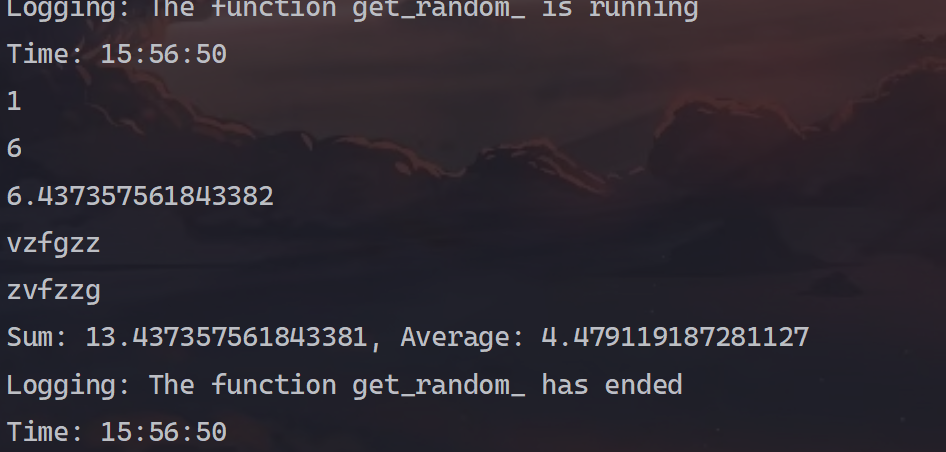 Logging: The function get_random_ is running
Time: 15:56:50
1
6
6.437357561843382
vzfgzz
zvfzzg
Sum: 13.437357561843381, Average: 4.479119187281127
Logging: The function get_random_ has ended
Time: 15:56:50